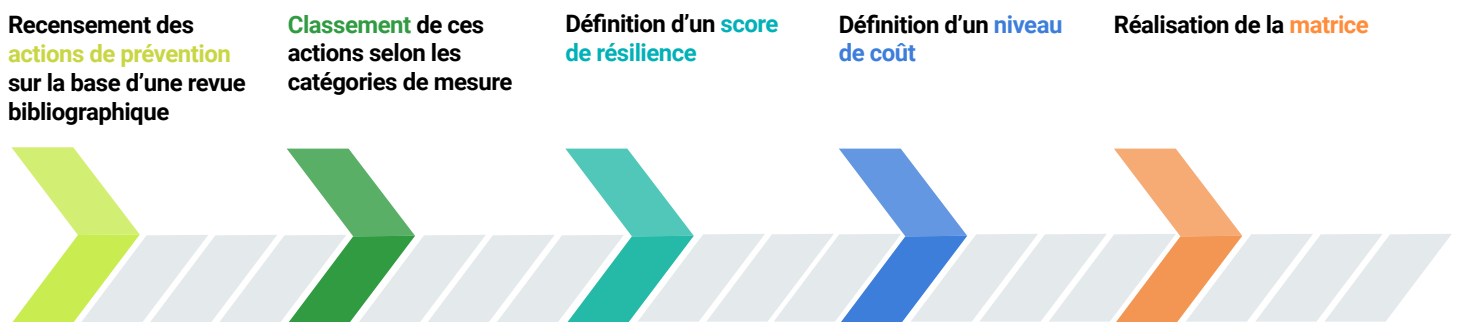 Recensement des
actions de prévention
sur la base d’une revue
bibliographique
Classement de ces
actions selon les
catégories de mesure
Définition d’un score
de résilience
Définition d’un niveau
de coût
Réalisation de la matrice